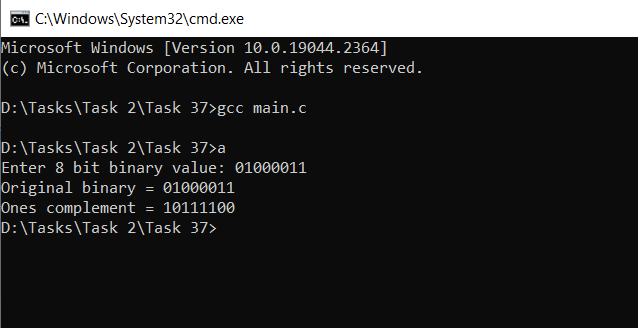 C:\Windows\System32\cmd.exe
Microsoft Windows [Version 10.0.19044.2364]
(c) Microsoft Corporation. All rights reserved.
D:\Tasks\Task 2\Task 37>gcc main.c
D:\Tasks\Task 2\Task 37>a
Enter 8 bit binary value: 01000011
Original binary = 01000011
Ones complement = 10111100
D:\Tasks\Task 2\Task 37>